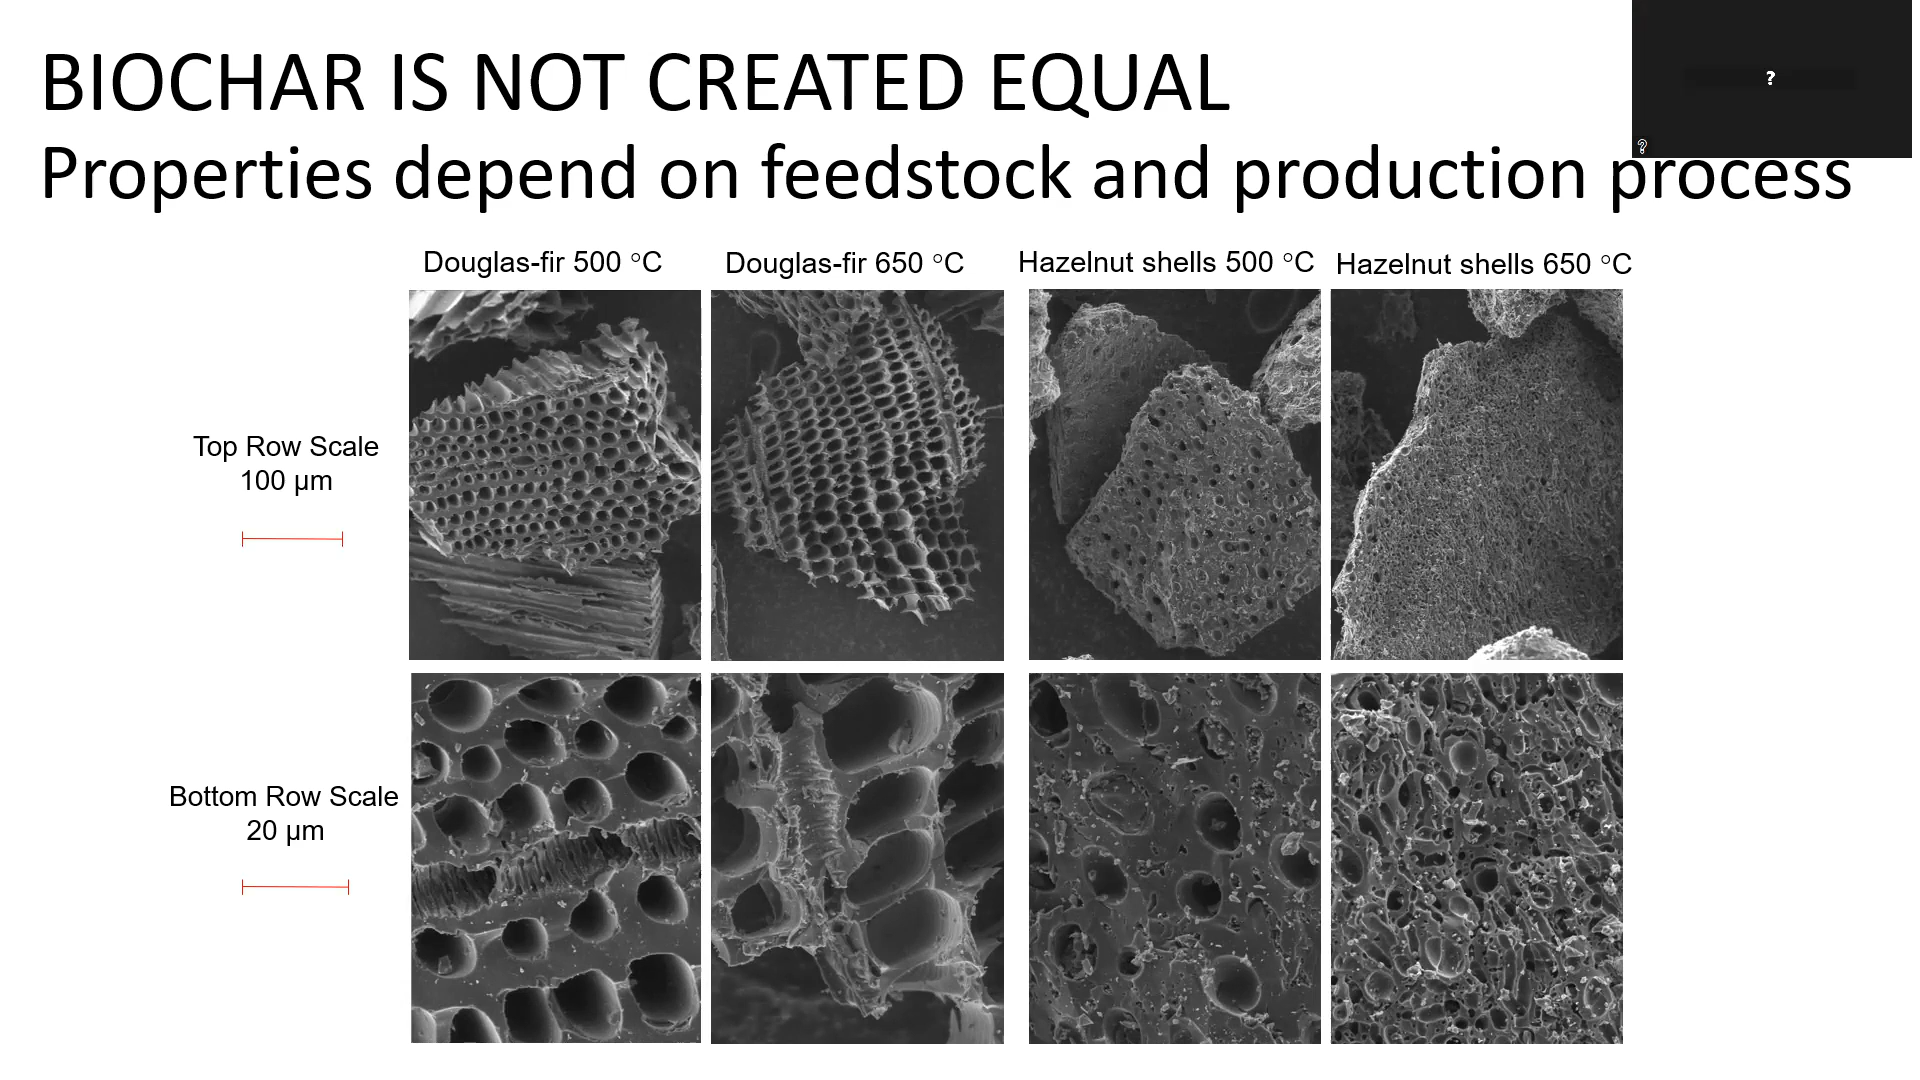 BIOCHAR IS NOT CREATED EQUAL
Properties depend on feedstock and production process
?
?
Douglas-fir 500 °C
Douglas-fir 650 °C
Hazelnut shells 500 °C
Hazelnut shells 650 °C
Top Row Scale
100 µm
Bottom Row Scale
20 µm